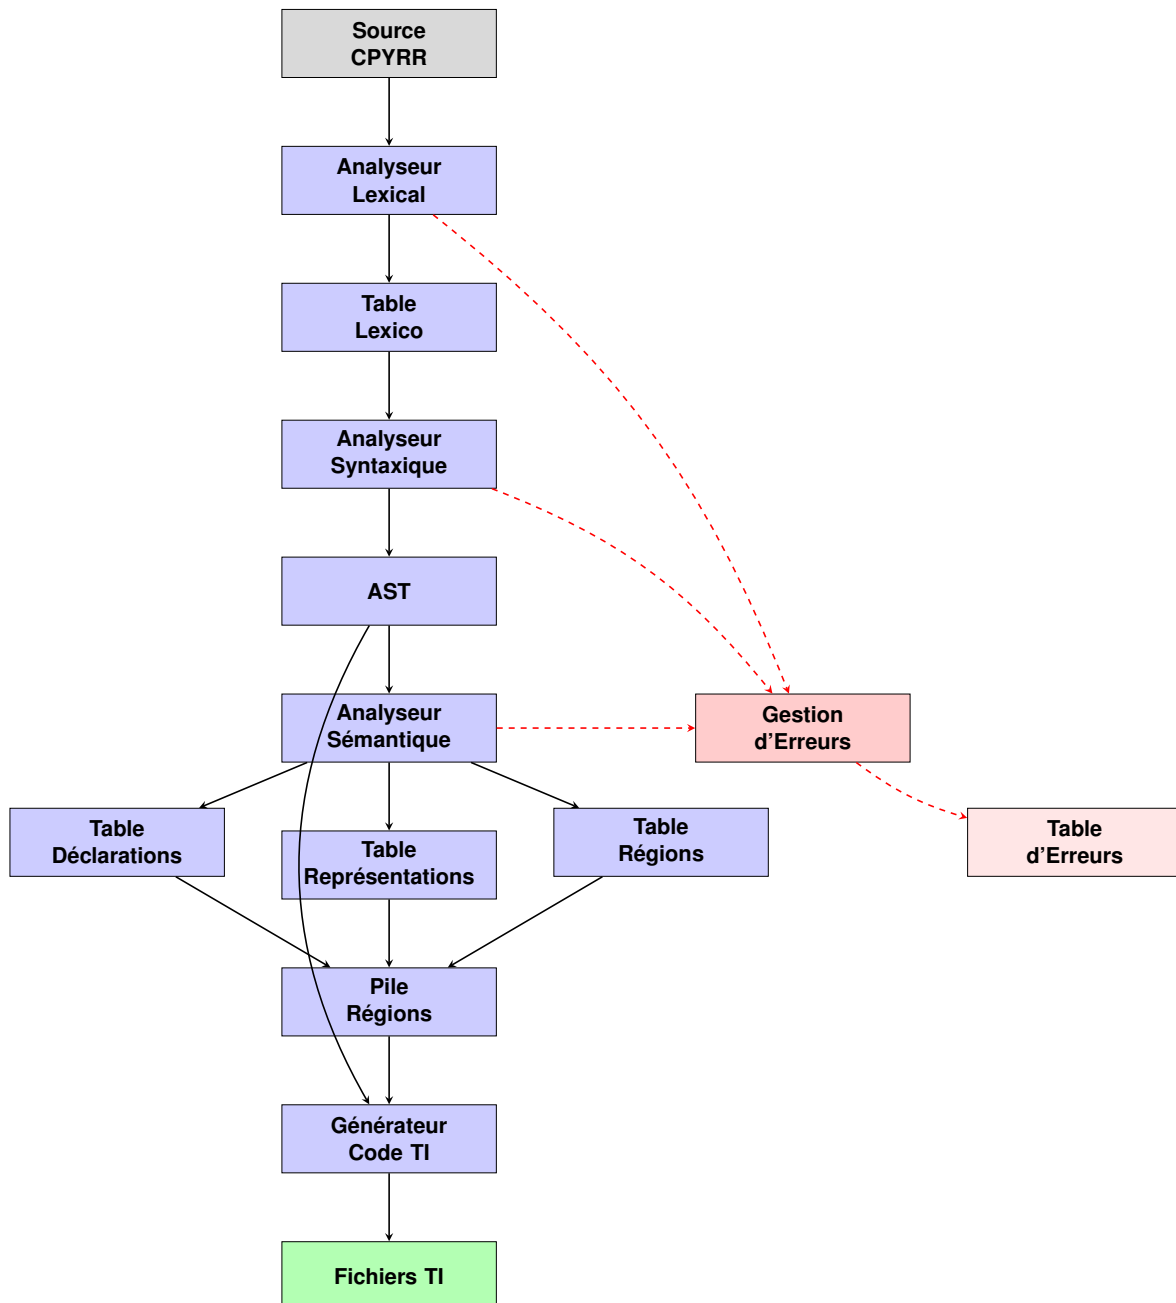 Source
CPYRR
Analyseur
Lexical
Table
Lexico
Analyseur
Syntaxique
AST
Analyseur
Sémantique
Gestion
d'Erreurs
Table
Déclarations
Table
Représentations
Table
Régions
Table
d'Erreurs
Pile
Régions
Générateur
Code TI
Fichiers TI